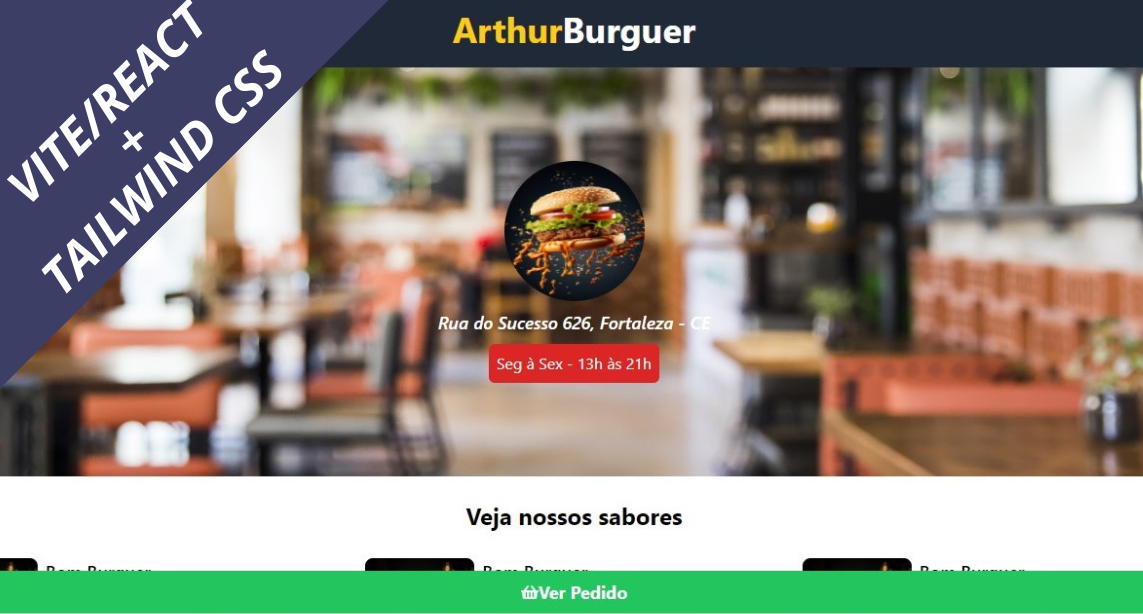 VITE/REACT
+
TAILWIND CSS
ArthurBurguer
Rua do Sucesso 626, Fortaleza - CE
Seg à Sex - 13h às 21h
Veja nossos sabores
Bom Burguer
Bom Burguer
Bom Burguer
Ver Pedido